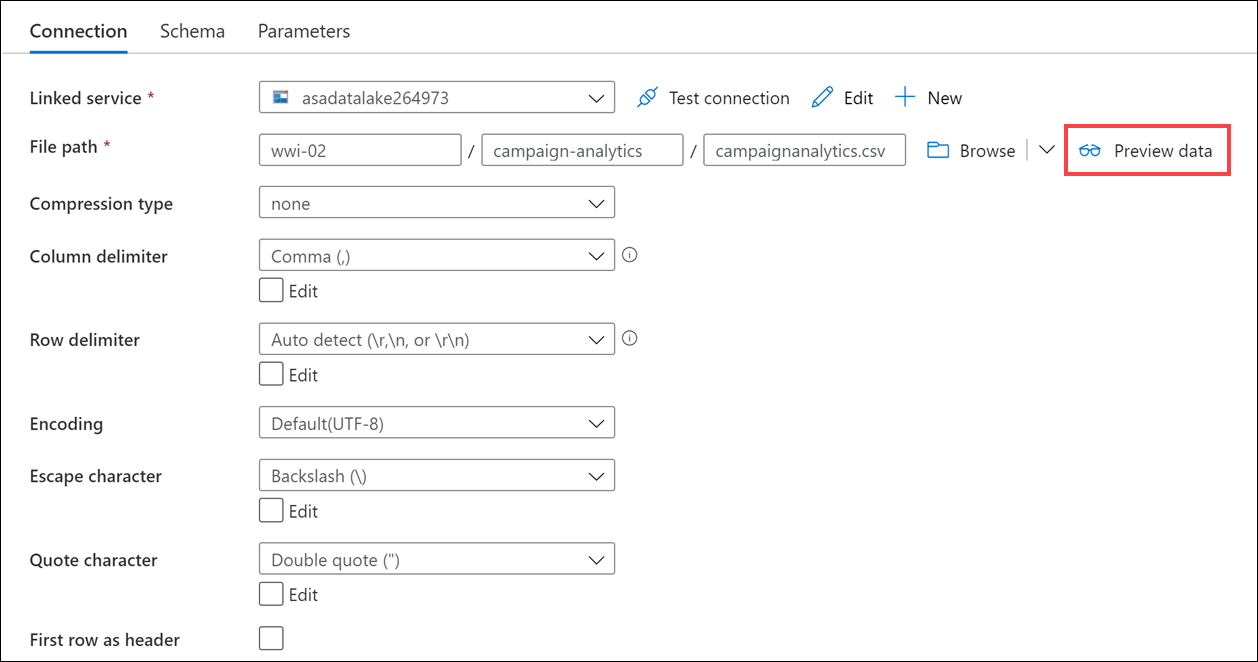 Connection Schema Parameters
Linked service * asadatalake264973 Test connection Edit New
File path * wwi-02 / campaign-analytics / campaignanalytics.csv Browse Preview data
Compression type none
Column delimiter Comma (,)
Edit
Row delimiter Auto detect (\r,\n, or \r\n)
Edit
Encoding Default(UTF-8)
Escape character Backslash (\)
Edit
Quote character Double quote (")
Edit
First row as header